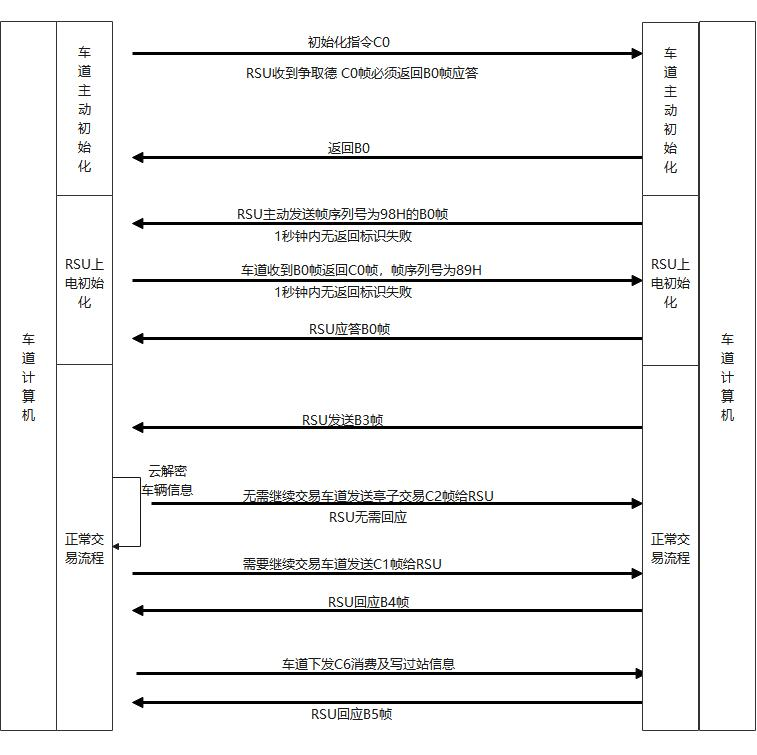 车道计算机
车道主动初始化
RSU上
电初始
化
正常交
易流程
初始化指令C0
RSU收到争取德 C0帧必须返回B0帧应答
返回B0
RSU主动发送帧序列号为98H的B0帧
1秒钟内无返回标识失败
车道收到B0帧返回C0帧，帧序列号为89H
1秒钟内无返回标识失败
RSU应答B0帧
RSU发送B3帧
云解密
车辆信息
无需继续交易车道发送亭子交易C2帧给RSU
RSU无需回应
需要继续交易车道发送C1帧给RSU
RSU回应B4帧
车道下发C6消费及写过站信息
RSU回应B5帧
车道主动初始化
RSU上
电初始
化
正常交
易流程
车道计算机